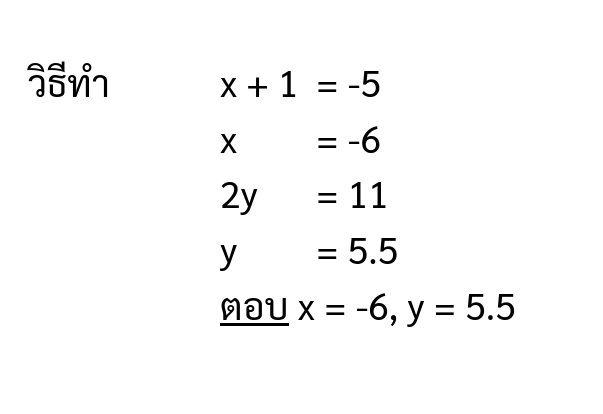 วิธีทำ x + 1 = -5
x = -6
2y = 11
y = 5.5
ตอบ x = -6, y = 5.5